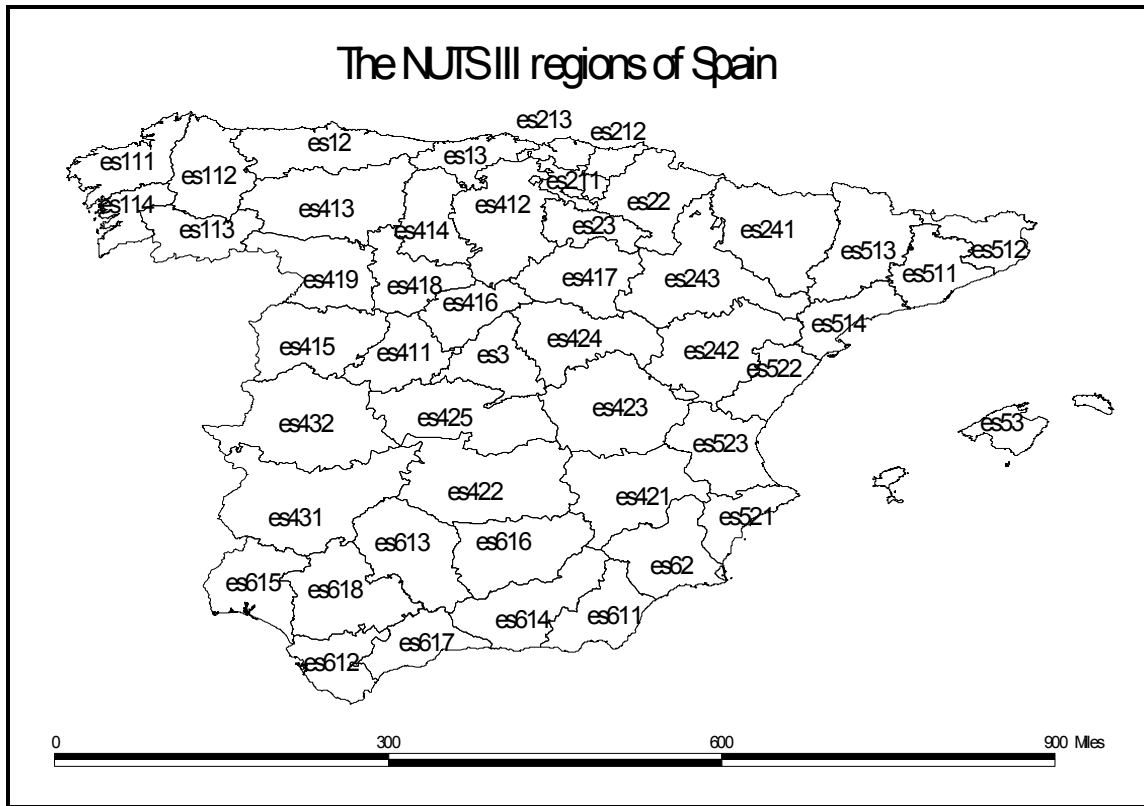 The NUTS III regions of Spain
es213
es212
es12
es13
es111
es112
es211
es114
es413
es412
es22
es113
es414
es23
es241
es513
es512
es419
es418
es417
es243
es511
es416
es514
es415
es411
es3
es424
es242
es522
es432
es425
es423
es53
es523
es422
es421
es431
es521
es613
es616
es62
es615
es618
es614
es611
es617
es612
0 300 600 900 Miles